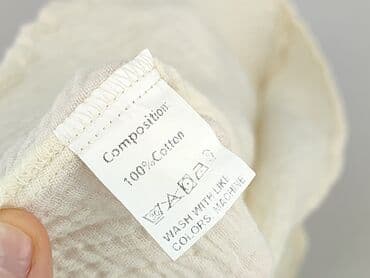 Composition:
100% Cotton
WASH WITH LIKE
COLORS. MACHINE